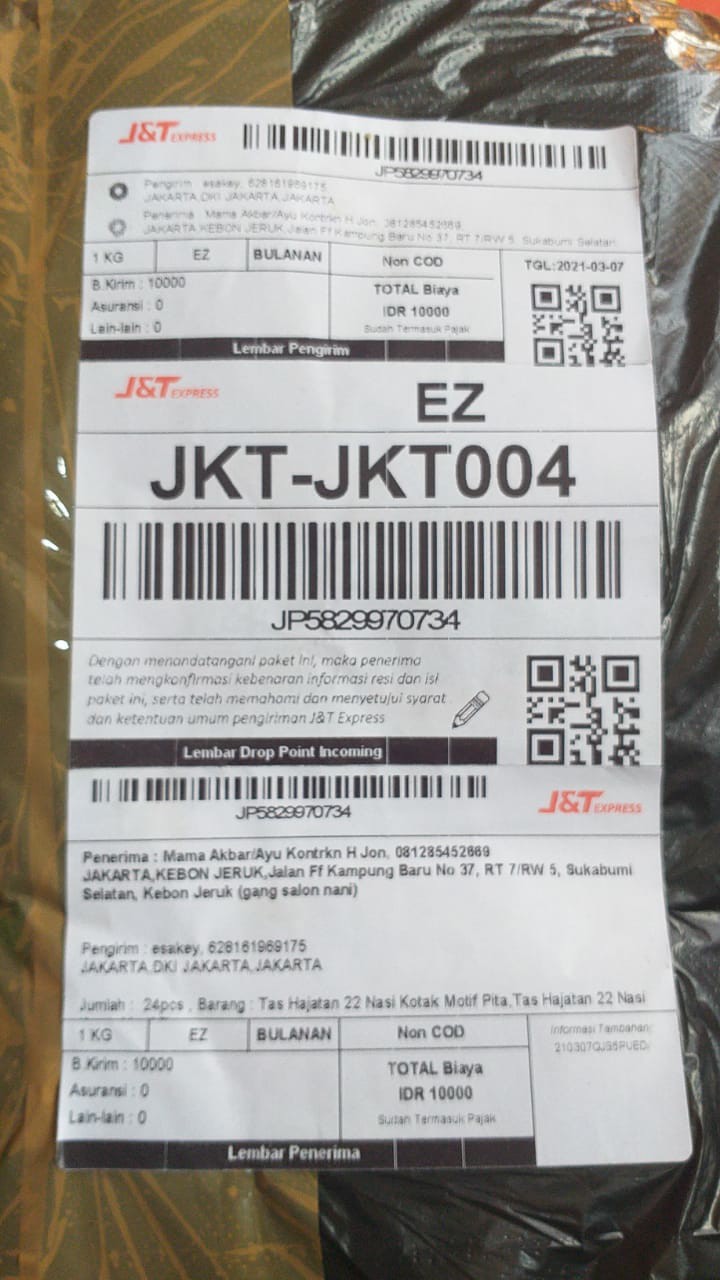 J&T EXPRESS
JP5829970734
Pengirim : esakey, 628161969175
JAKARTA,DKI JAKARTA,JAKARTA
Penerima : Mama Akbar/Ayu Kontrkn H Jon, 081285452669
JAKARTA,KEBON JERUK,Jalan Ff Kampung Baru No 37, RT 7/RW 5, Sukabumi Selatan,
1 KG EZ BULANAN Non COD TGL:2021-03-07
B.Kirim : 10000
Asuransi : 0
Lain-lain : 0
TOTAL Biaya
IDR 10000
Sudah Termasuk Pajak
Lembar Pengirim
J&T EXPRESS
EZ
JKT-JKT004
JP5829970734
Dengan menandatangani paket ini, maka penerima
telah mengkonfirmasi kebenaran informasi resi dan isi
paket ini, serta telah memahami dan menyetujui syarat
dan ketentuan umum pengiriman J&T Express
Lembar Drop Point Incoming
JP5829970734
J&T EXPRESS
Penerima : Mama Akbar/Ayu Kontrkn H Jon, 081285452669
JAKARTA,KEBON JERUK,Jalan Ff Kampung Baru No 37, RT 7/RW 5, Sukabumi
Selatan, Kebon Jeruk (gang salon nani)
Pengirim : esakey, 628161969175
JAKARTA,DKI JAKARTA,JAKARTA
Jumlah : 24pcs , Barang : Tas Hajatan 22 Nasi Kotak Motif Pita,Tas Hajatan 22 Nasi
1 KG EZ BULANAN Non COD
Informasi Tambahan:
B.Kirim : 10000
Asuransi : 0
Lain-lain : 0
TOTAL Biaya
IDR 10000
Sudah Termasuk Pajak
Lembar Penerima